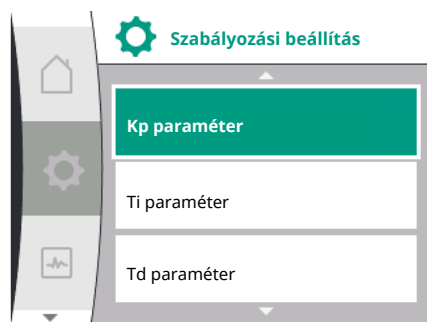 Szabályozási beállítás
Kp paraméter
Ti paraméter
Td paraméter